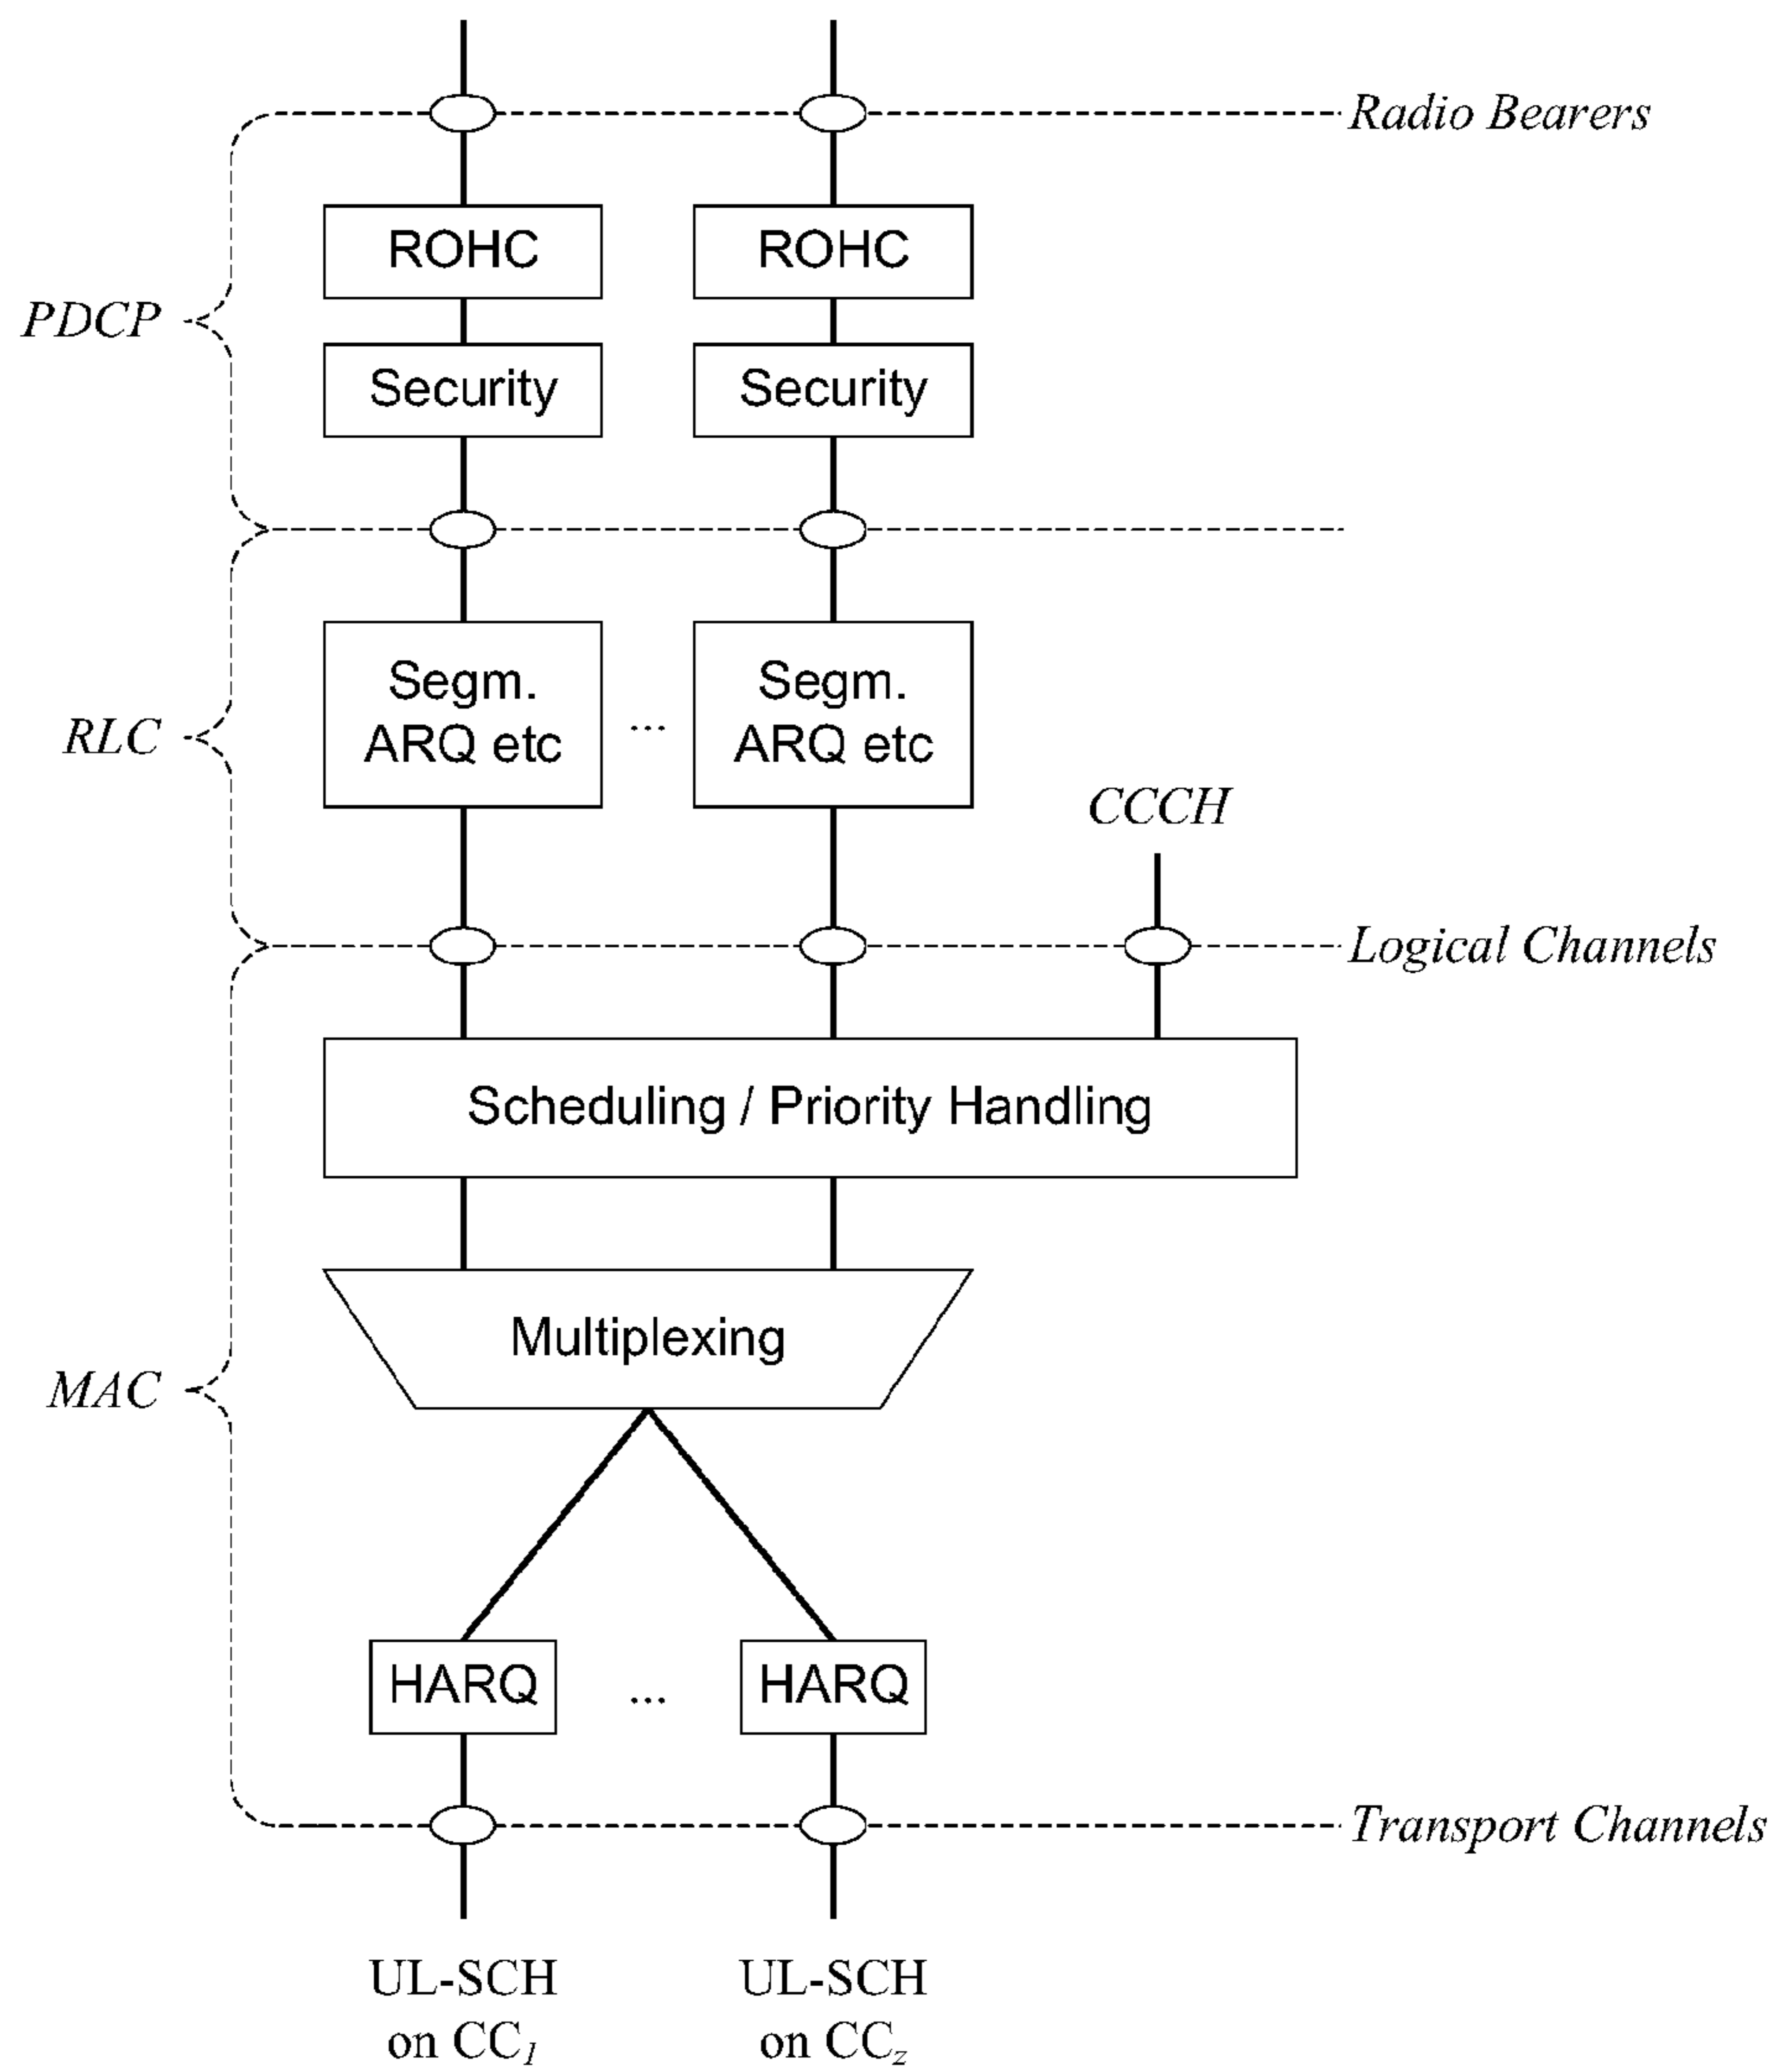 Radio Bearers
ROHC
ROHC
PDCP
Security
Security
Segm.
ARQ etc
...
Segm.
ARQ etc
RLC
CCCH
Logical Channels
Scheduling / Priority Handling
Multiplexing
MAC
HARQ
...
HARQ
Transport Channels
UL-SCH
on CC1
UL-SCH
on CCz